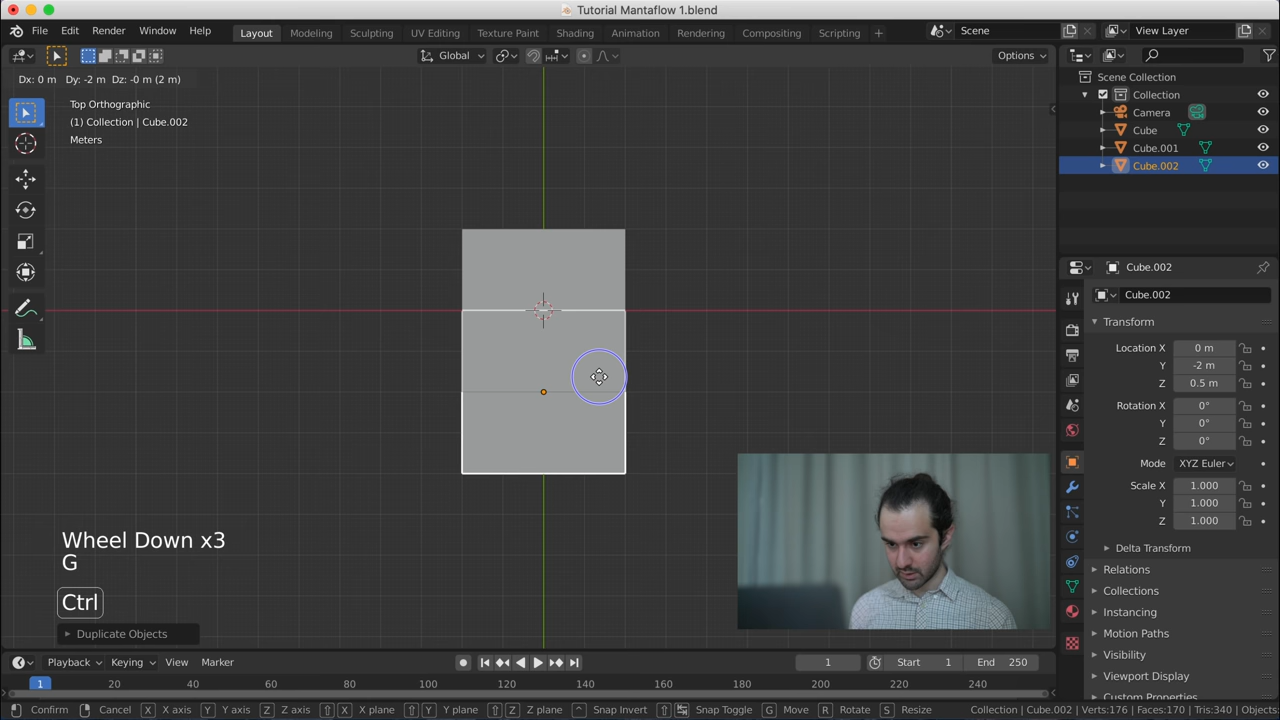 Tutorial Mantaflow 1.blend
File Edit Render Window Help Layout Modeling Sculpting UV Editing Texture Paint Shading Animation Rendering Compositing Scripting + Scene View Layer
Global Options
Dx: 0 m Dy: -2 m Dz: -0 m (2 m)
Top Orthographic
(1) Collection | Cube.002
Meters
Scene Collection
Collection
Camera
Cube
Cube.001
Cube.002
Cube.002
Cube.002
Transform
Location X 0 m
Y -2 m
Z 0.5 m
Rotation X 0°
Y 0°
Z 0°
Mode XYZ Euler
Scale X 1.000
Y 1.000
Z 1.000
Delta Transform
Relations
Collections
Instancing
Motion Paths
Visibility
Viewport Display
Custom Properties
Wheel Down x3
G
Ctrl
Duplicate Objects
Playback Keying View Marker 1 Start 1 End 250
1 20 40 60 80 100 120 140 160 180 200 220 240
Confirm Cancel X X axis Y Y axis Z Z axis X X plane Y Y plane Z Z plane ^ Snap Invert Snap Toggle G Move R Rotate S Resize Collection | Cube.002 | Verts:176 | Faces:170 | Tris:340 | Objects